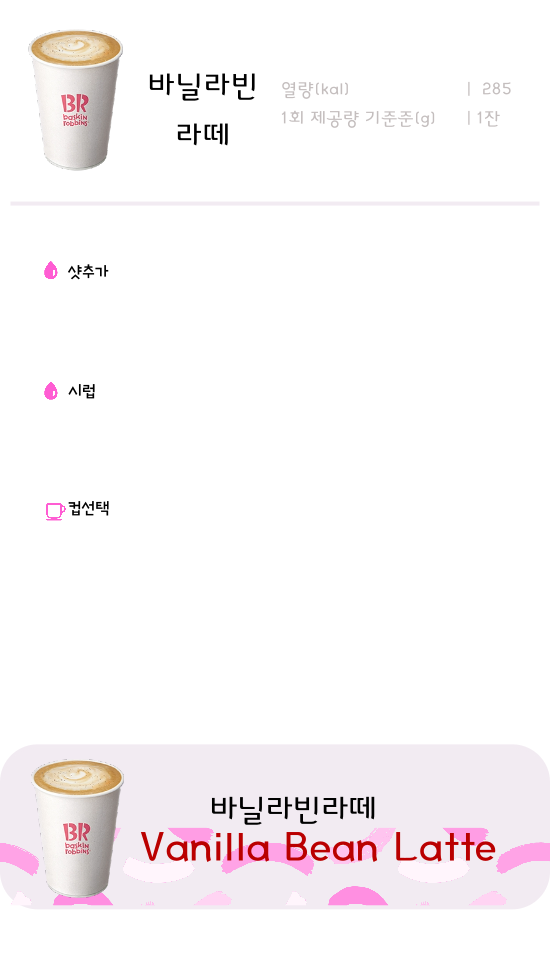 BR
baskin
robbins
바닐라빈
라떼
열량(kal) | 285
1회 제공량 기준준(g) | 1잔
샷추가
시럽
컵선택
BR
baskin
robbins
바닐라빈라떼
Vanilla Bean Latte